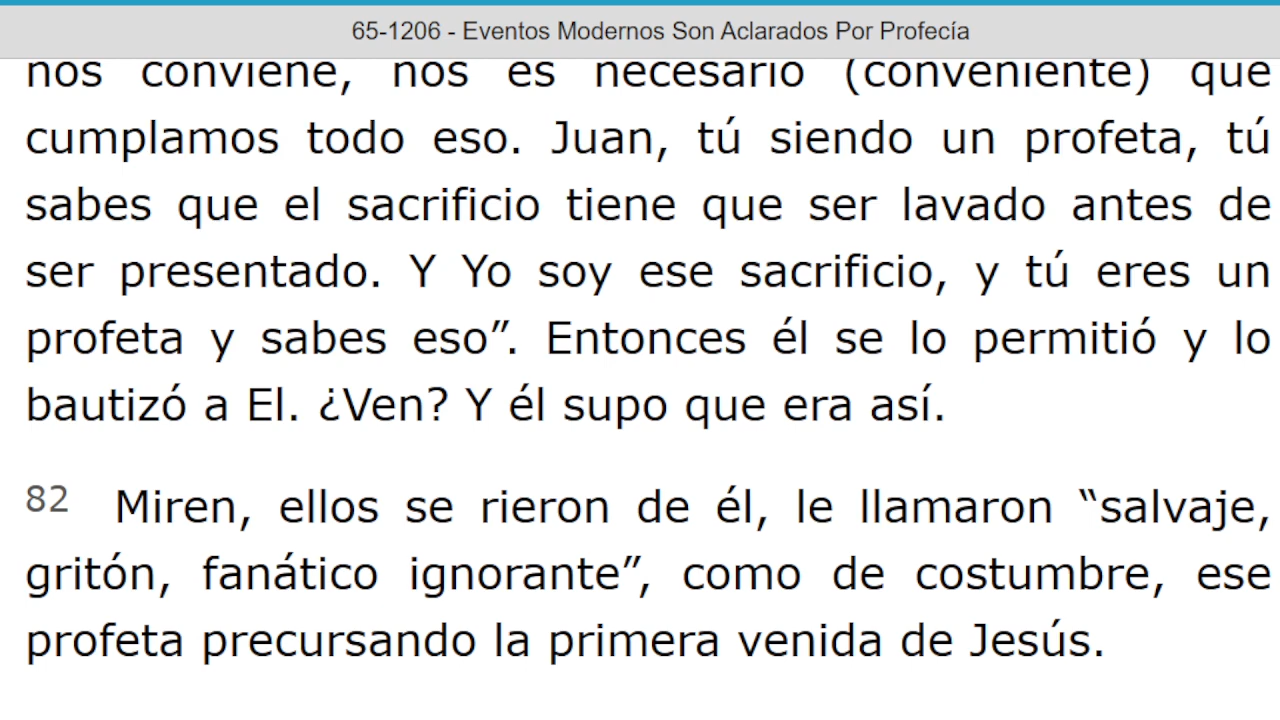 65-1206 - Eventos Modernos Son Aclarados Por Profecía
nos conviene, nos es necesario (conveniente) que
cumplamos todo eso. Juan, tú siendo un profeta, tú
sabes que el sacrificio tiene que ser lavado antes de
ser presentado. Y Yo soy ese sacrificio, y tú eres un
profeta y sabes eso”. Entonces él se lo permitió y lo
bautizó a El. ¿Ven? Y él supo que era así.
82 Miren, ellos se rieron de él, le llamaron “salvaje,
gritón, fanático ignorante”, como de costumbre, ese
profeta precursando la primera venida de Jesús.